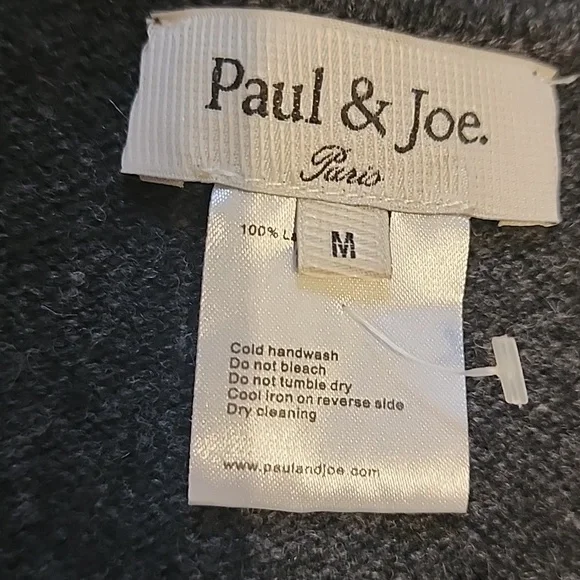 Paul & Joe.
Paris
M
100%
Cold handwash
Do not bleach
Do not tumble dry
Cool iron on reverse side
Dry cleaning
www.paulandjoe.com